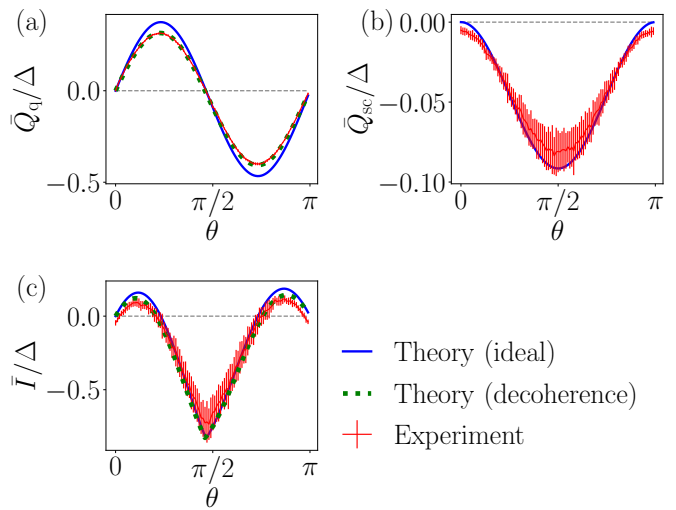 (a)
Q̄q/Δ
0.0
−0.5
0
π/2
π
θ
(b)
Q̄sc/Δ
0.00
−0.05
−0.10
0
π/2
π
θ
(c)
Ī/Δ
0.0
−0.5
0
π/2
π
θ
Theory (ideal)
Theory (decoherence)
Experiment